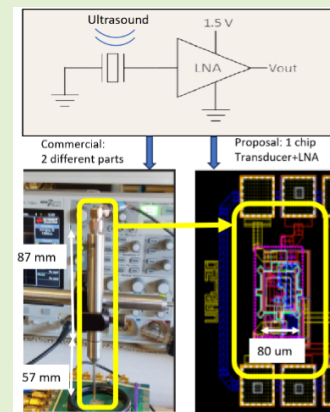 Ultrasound
1.5 V
LNA
Vout
Commercial:
2 different parts
Proposal: 1 chip
Transducer+LNA
87 mm
57 mm
80 um